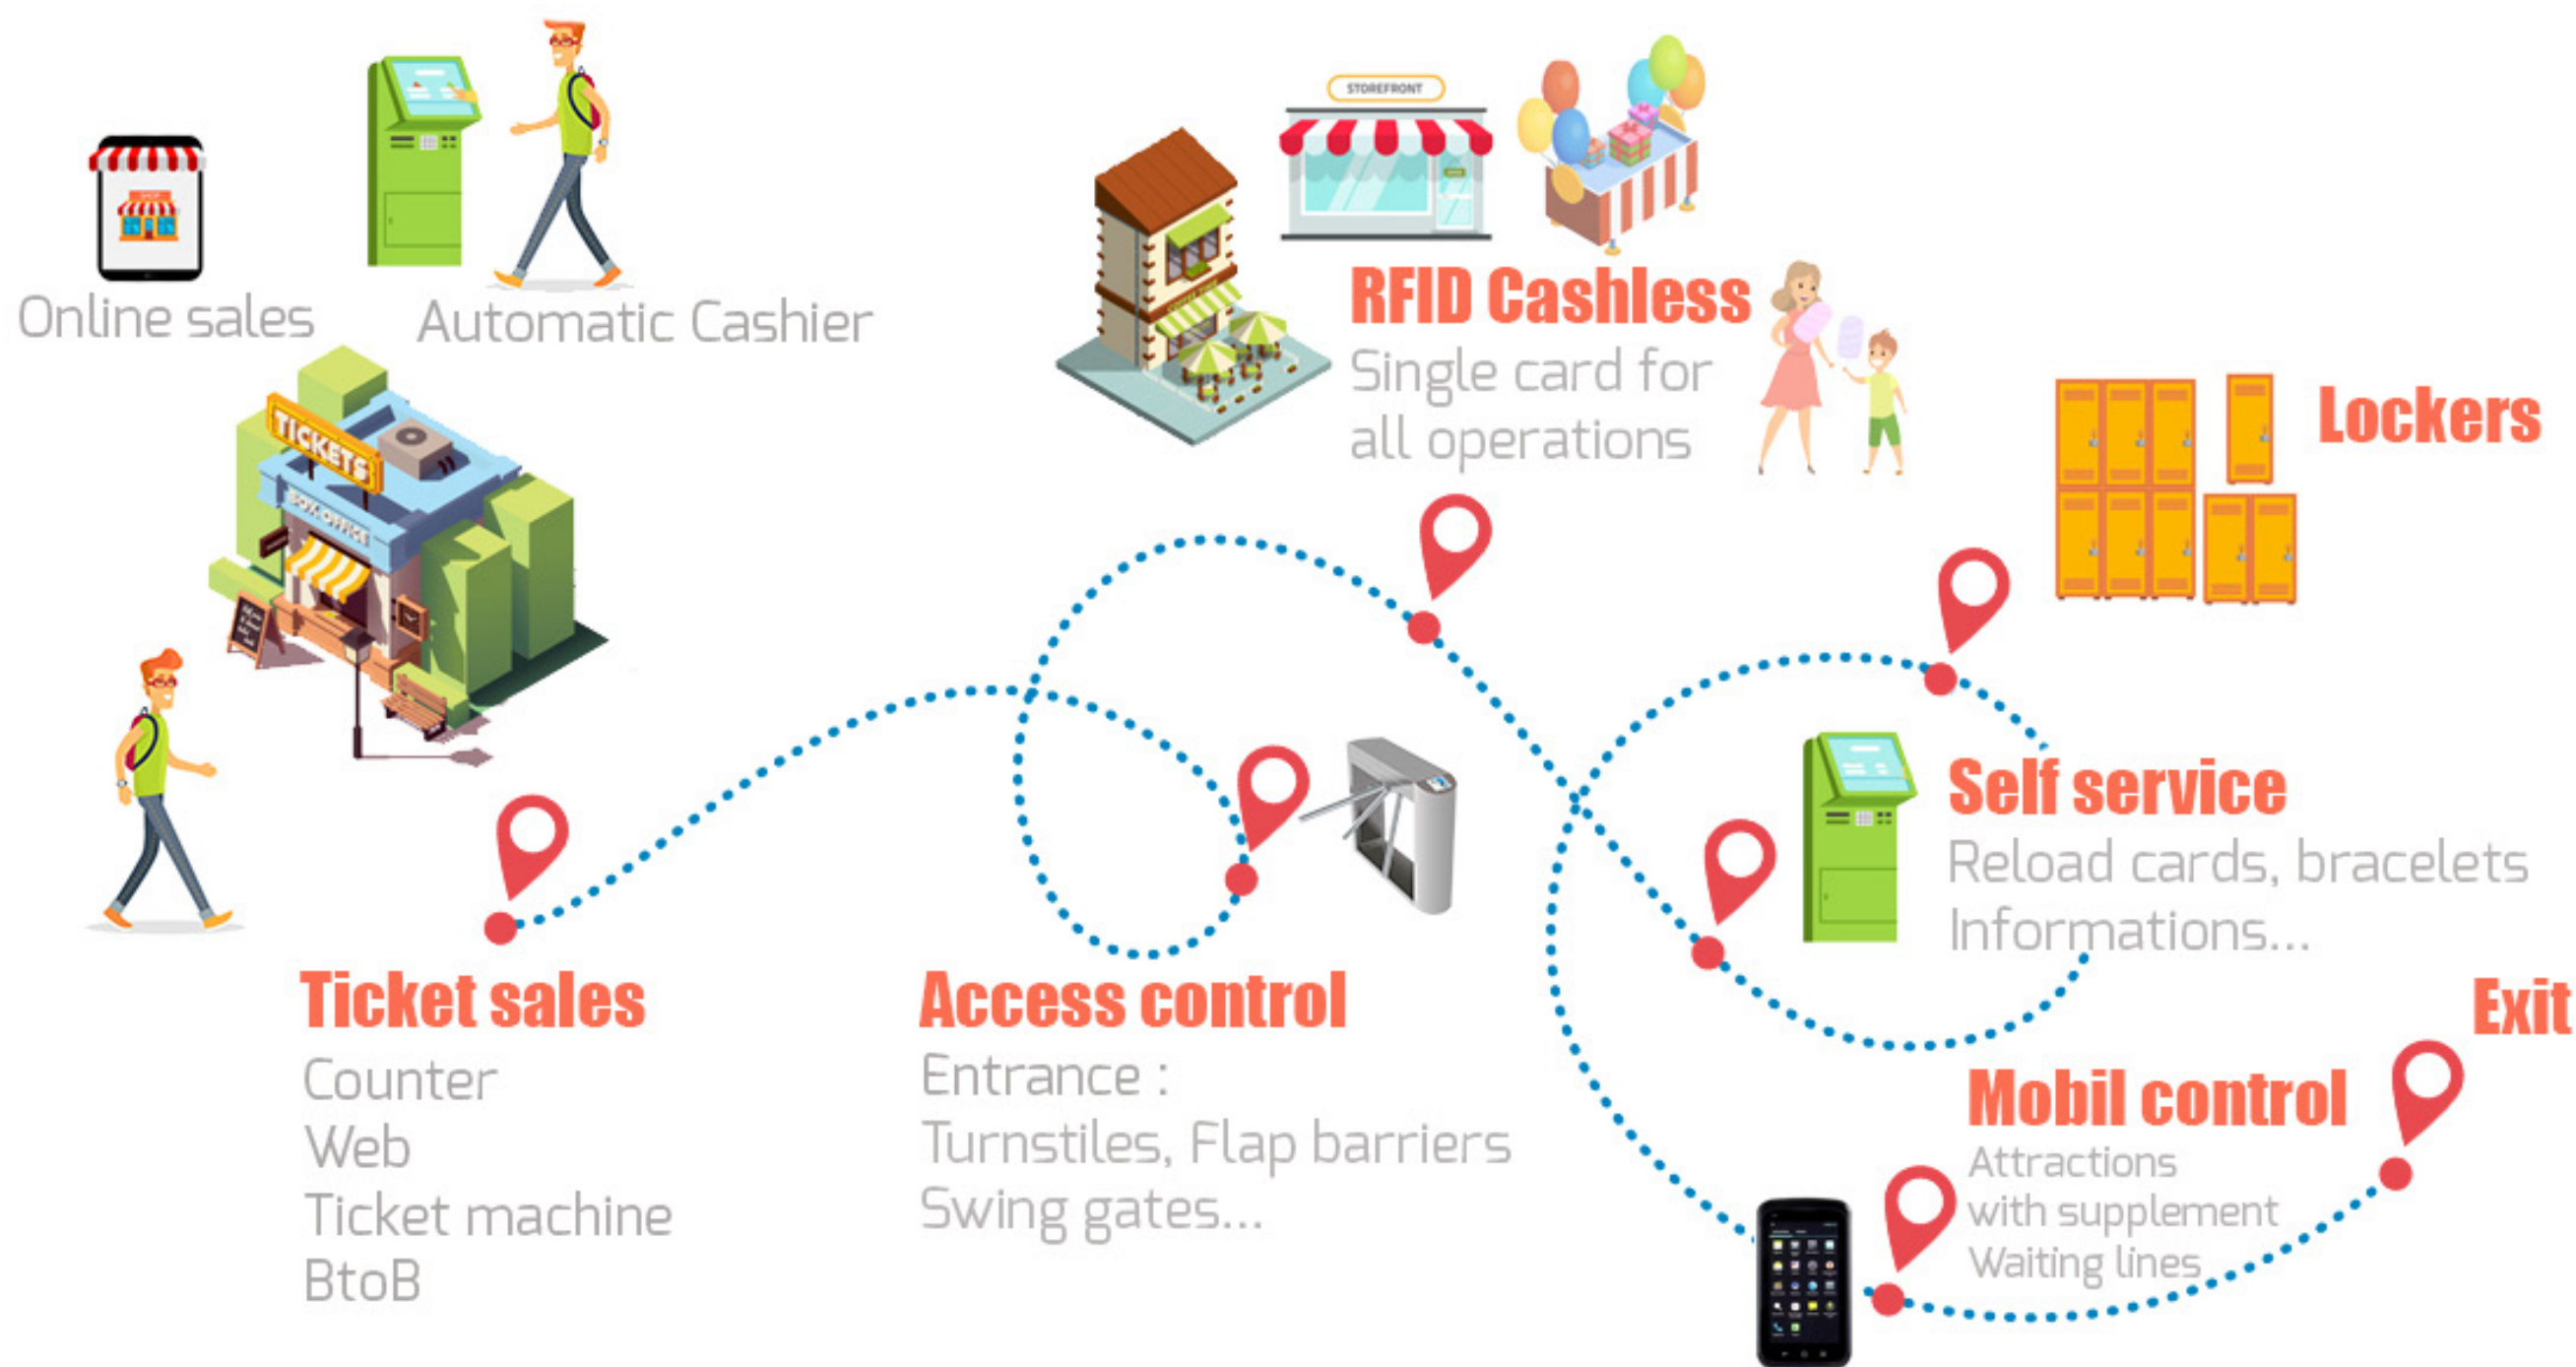 Online sales
Automatic Cashier
TICKETS
BOX OFFICE
Ticket sales
Counter
Web
Ticket machine
BtoB
Access control
Entrance :
Turnstiles, Flap barriers
Swing gates...
STOREFRONT
RFID Cashless
Single card for
all operations
Lockers
Self service
Reload cards, bracelets
Informations...
Mobil control
Attractions
with supplement
Waiting lines
Exit